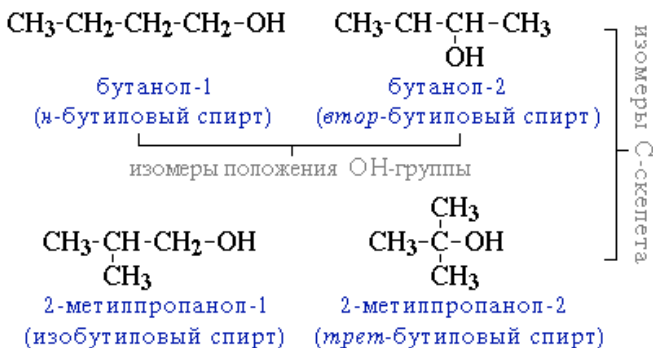 CH₃-CH₂-CH₂-CH₂-OH
бутанол-1
(н-бутиловый спирт)
CH₃-CH-CH-CH₃
OH
бутанол-2
(втор-бутиловый спирт)
изомеры положения OH-группы
изомеры C-скелета
CH₃-CH-CH₂-OH
CH₃
2-метилпропанол-1
(изобутиловый спирт)
CH₃
CH₃-C-OH
CH₃
2-метилпропанол-2
(трет-бутиловый спирт)